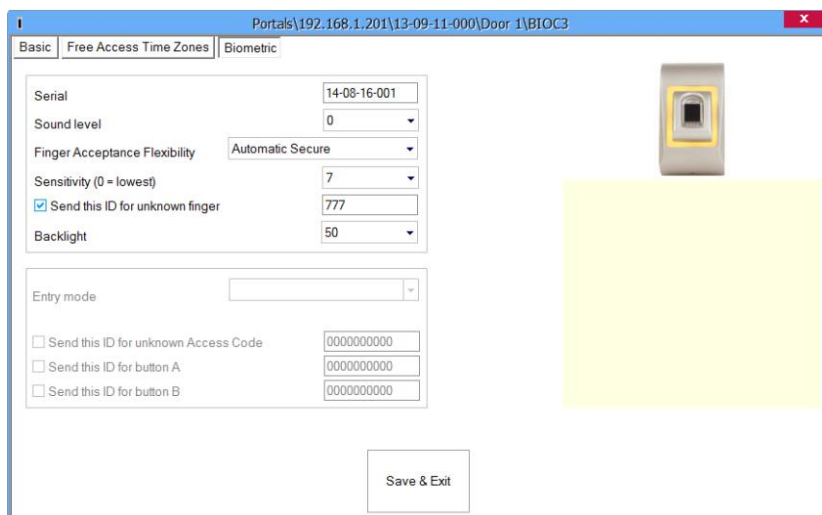 Portals\192.168.1.201\13-09-11-000\Door 1\BIOC3
x
Basic Free Access Time Zones Biometric
Serial 14-08-16-001
Sound level 0
Finger Acceptance Flexibility Automatic Secure
Sensitivity (0 = lowest) 7
Send this ID for unknown finger 777
Backlight 50
Entry mode
Send this ID for unknown Access Code 0000000000
Send this ID for button A 0000000000
Send this ID for button B 0000000000
Save & Exit